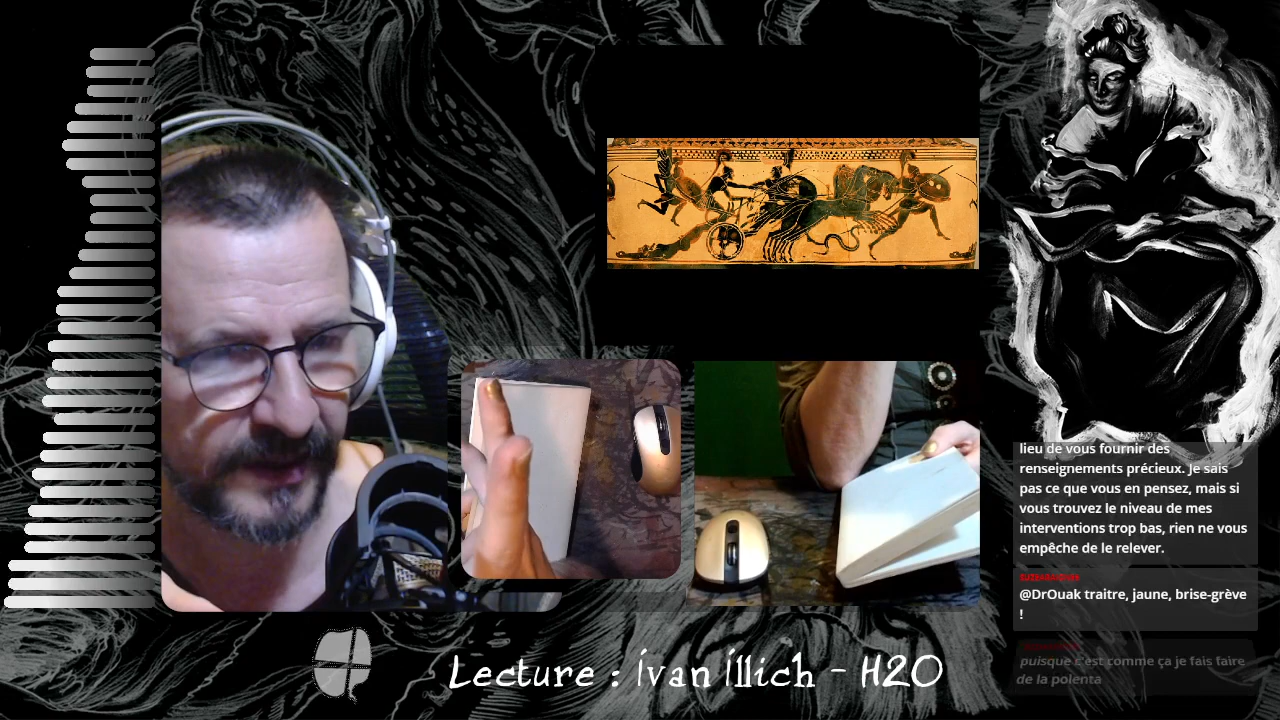 lieu de vous fournir des
renseignements précieux. Je sais
pas ce que vous en pensez, mais si
vous trouvez le niveau de mes
interventions trop bas, rien ne vous
empêche de le relever.
@DrOuak traitre, jaune, brise-grève
!
puisque c'est comme ça je fais faire
de la polenta
Lecture : Ivan Illich - H2O